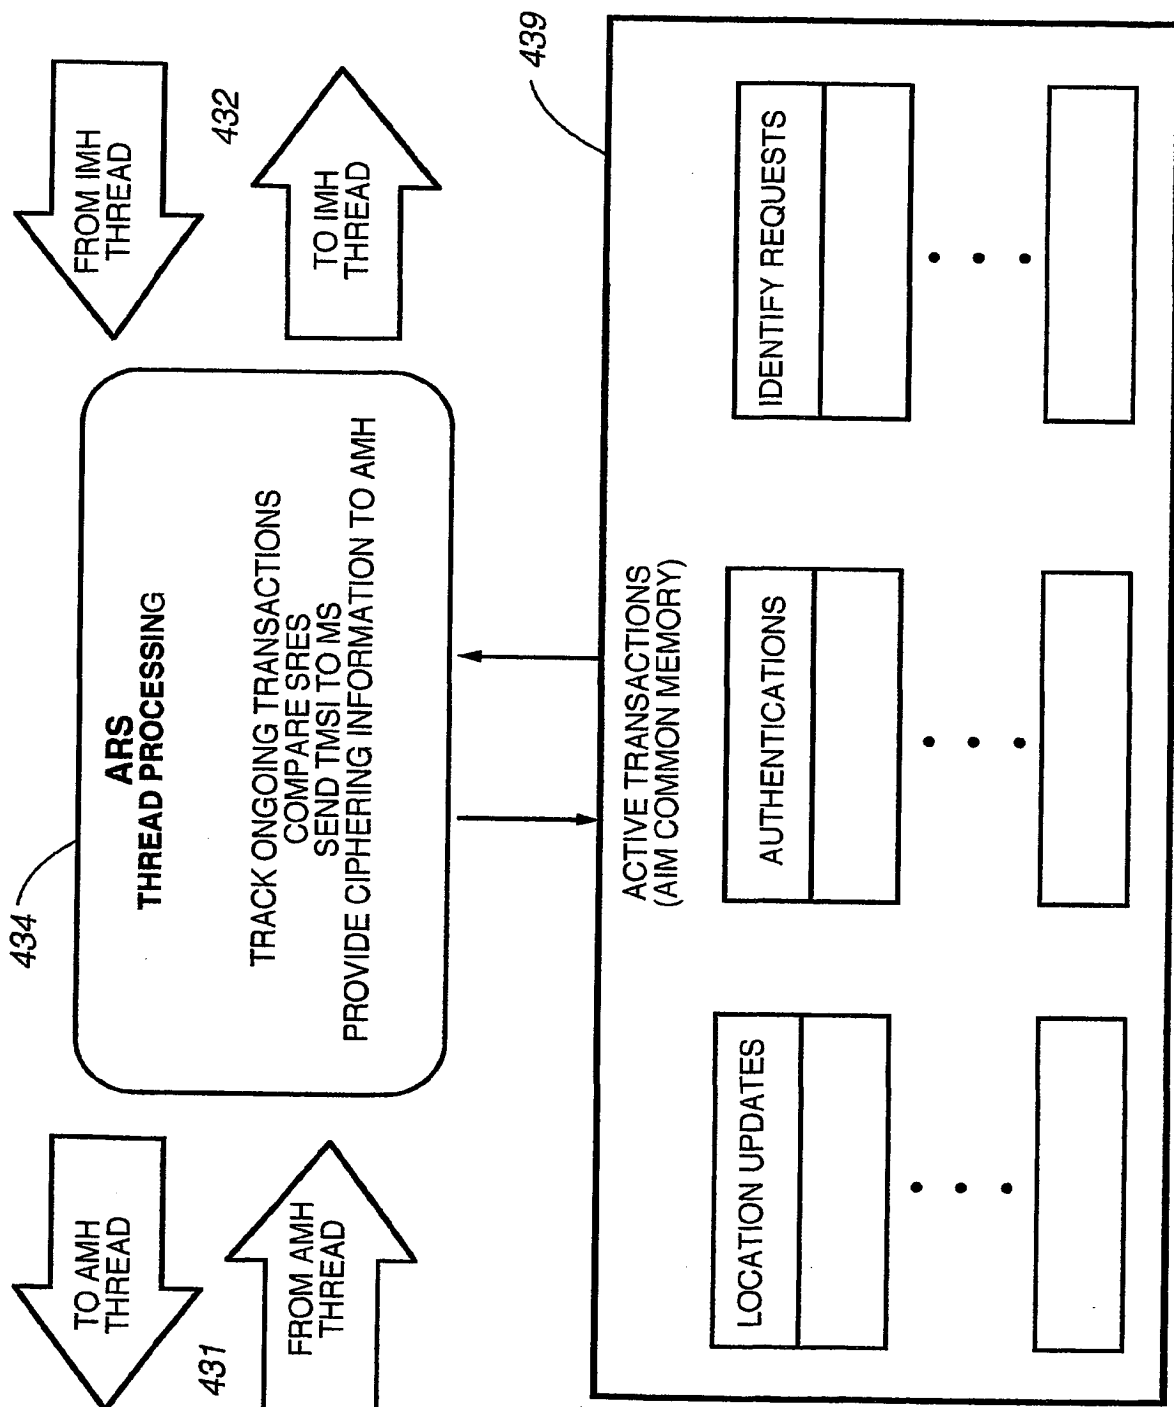 434
ARS
THREAD PROCESSING
TRACK ONGOING TRANSACTIONS
COMPARE SRES
SEND TMSI TO MS
PROVIDE CIPHERING INFORMATION TO AMH
TO AMH
THREAD
431
FROM AMH
THREAD
FROM IMH
THREAD
432
TO IMH
THREAD
439
ACTIVE TRANSACTIONS
(AIM COMMON MEMORY)
LOCATION UPDATES
AUTHENTICATIONS
IDENTIFY REQUESTS